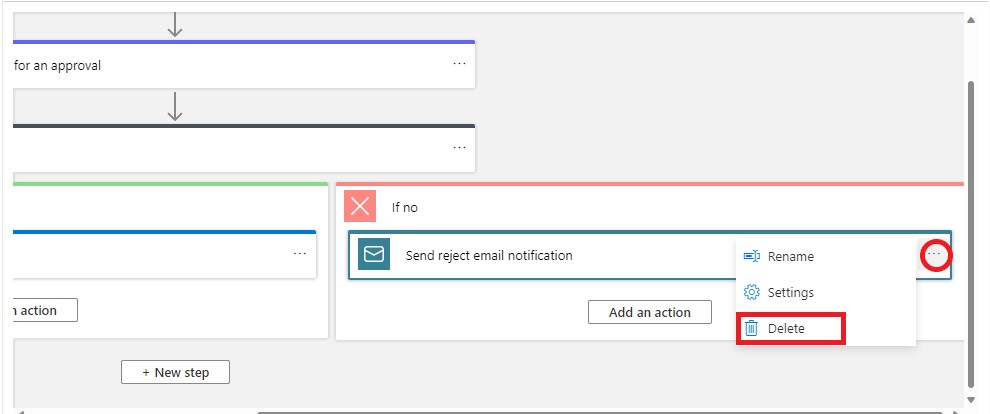 for an approval
...
...
If no
...
Send reject email notification
...
Rename
Settings
Delete
n action
Add an action
+ New step